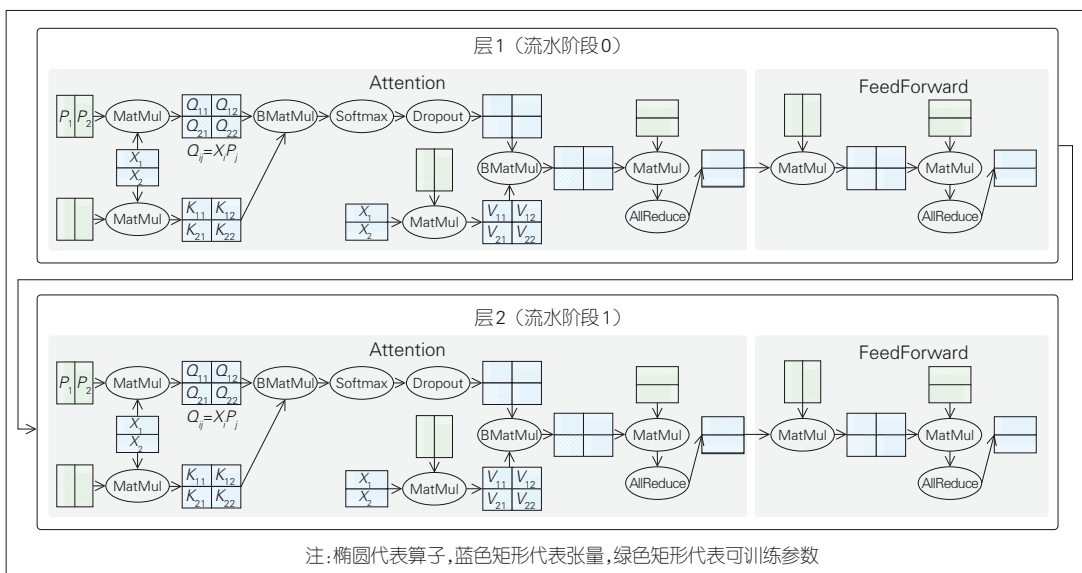 层1（流水阶段0）
Attention
FeedForward
P₁ P₂
MatMul
Q₁₁ Q₁₂
Q₂₁ Q₂₂
BMatMul
Softmax
Dropout
Qᵢⱼ=XᵢPⱼ
X₁
X₂
MatMul
K₁₁ K₁₂
K₂₁ K₂₂
X₁
X₂
MatMul
V₁₁ V₁₂
V₂₁ V₂₂
BMatMul
MatMul
AllReduce
MatMul
MatMul
AllReduce
层2（流水阶段1）
Attention
FeedForward
P₁ P₂
MatMul
Q₁₁ Q₁₂
Q₂₁ Q₂₂
BMatMul
Softmax
Dropout
Qᵢⱼ=XᵢPⱼ
X₁
X₂
MatMul
K₁₁ K₁₂
K₂₁ K₂₂
X₁
X₂
MatMul
V₁₁ V₁₂
V₂₁ V₂₂
BMatMul
MatMul
AllReduce
MatMul
MatMul
AllReduce
注:椭圆代表算子,蓝色矩形代表张量,绿色矩形代表可训练参数